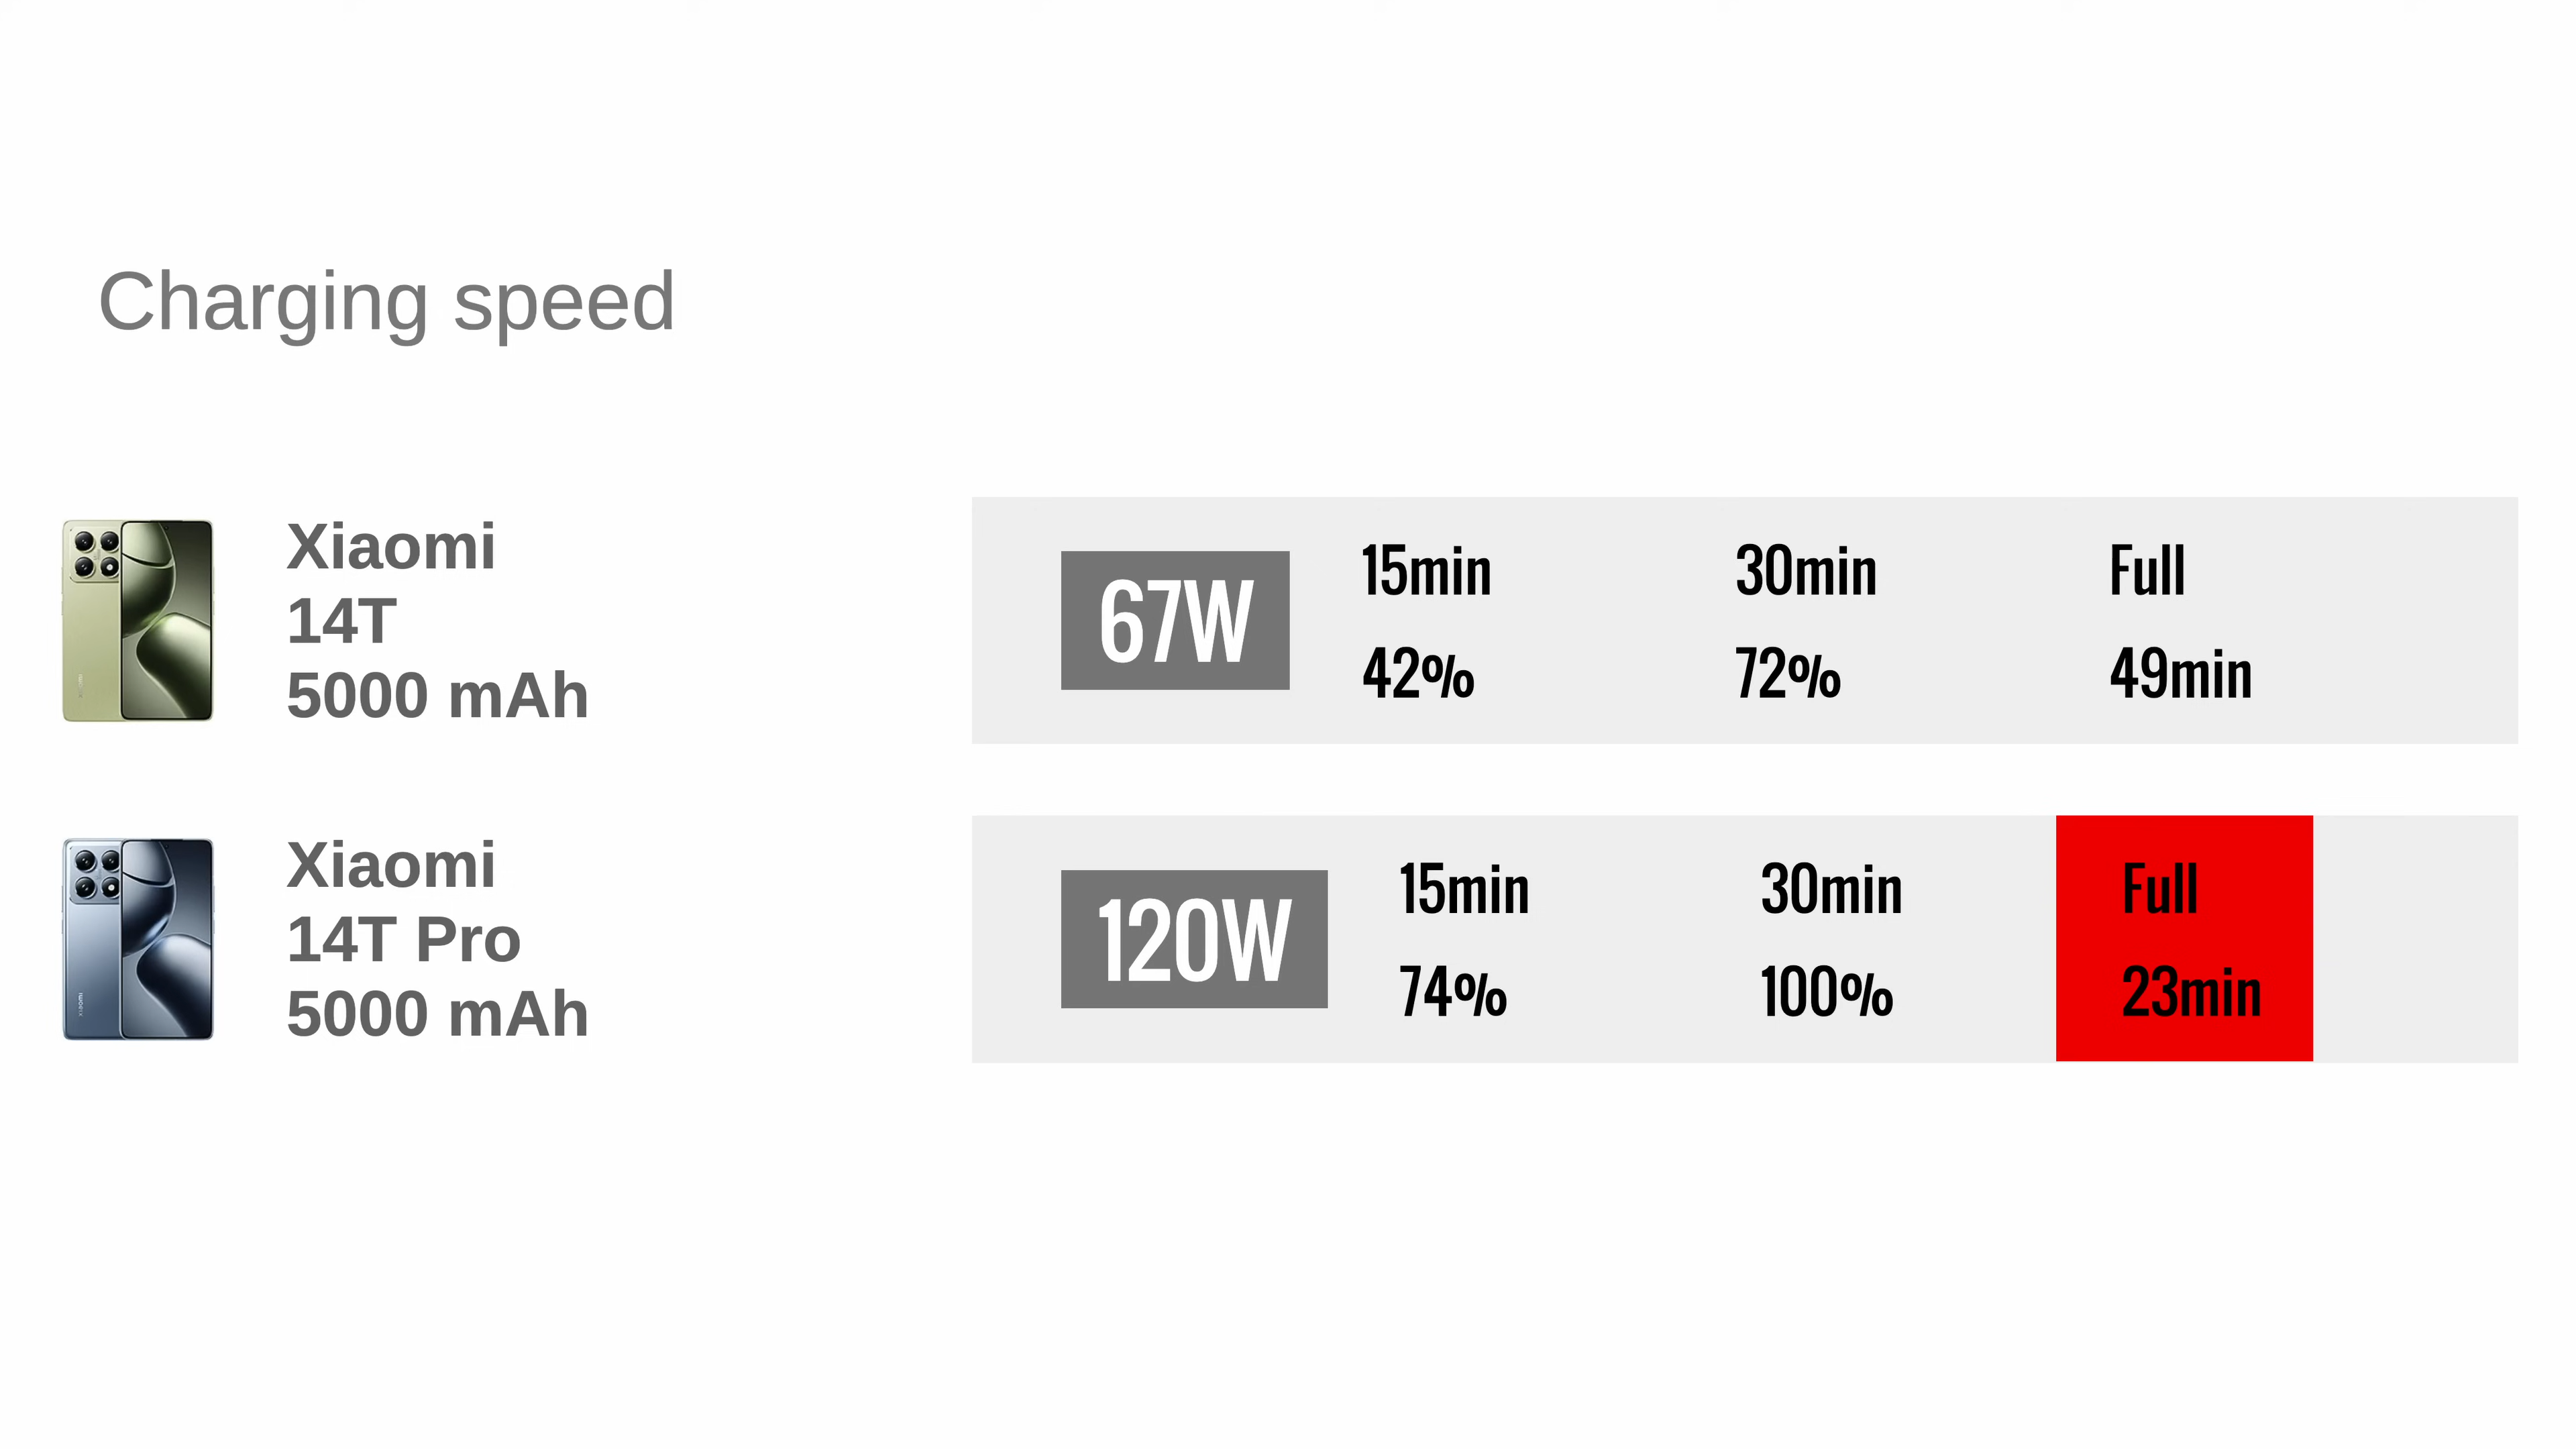 Charging speed
Xiaomi
14T
5000 mAh
67W
15min
30min
Full
42%
72%
49min
Xiaomi
14T Pro
5000 mAh
120W
15min
30min
Full
74%
100%
23min